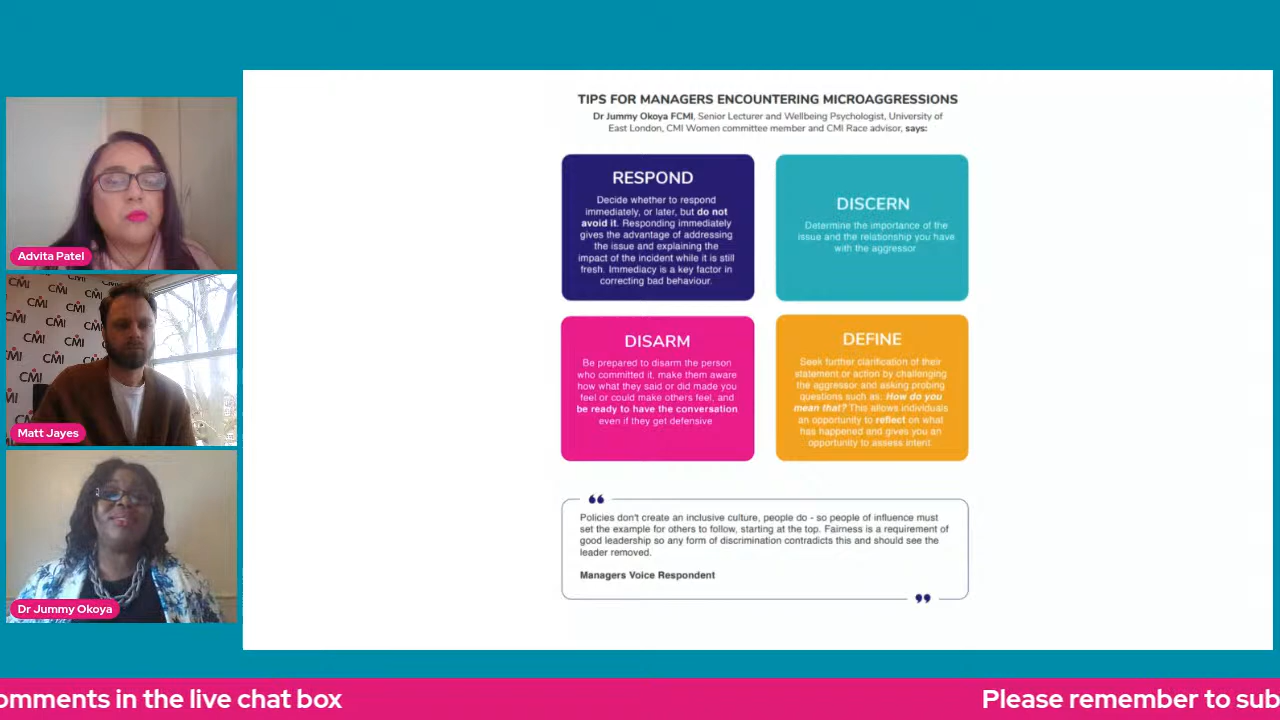 Advita Patel
CMI
Matt Jayes
Dr Jummy Okoya
TIPS FOR MANAGERS ENCOUNTERING MICROAGGRESSIONS
Dr Jummy Okoya FCMI, Senior Lecturer and Wellbeing Psychologist, University of
East London, CMI Women committee member and CMI Race advisor, says:
RESPOND
Decide whether to respond
immediately, or later, but do not
avoid it. Responding immediately
gives the advantage of addressing
the issue and explaining the
impact of the incident while it is still
fresh. Immediacy is a key factor in
correcting bad behaviour.
DISCERN
Determine the importance of the
issue and the relationship you have
with the aggressor
DISARM
Be prepared to disarm the person
who committed it, make them aware
how what they said or did made you
feel or could make others feel, and
be ready to have the conversation
even if they get defensive
DEFINE
Seek further clarification of their
statement or action by challenging
the aggressor and asking probing
questions such as: How do you
mean that? This allows individuals
an opportunity to reflect on what
has happened and gives you an
opportunity to assess intent.
Policies don't create an inclusive culture, people do - so people of influence must
set the example for others to follow, starting at the top. Fairness is a requirement of
good leadership so any form of discrimination contradicts this and should see the
leader removed.
Managers Voice Respondent
omments in the live chat box
Please remember to sub